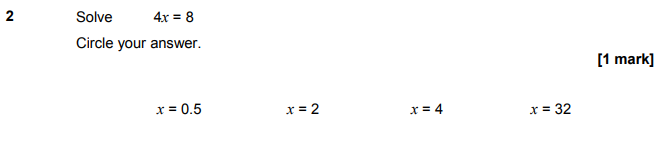 2 Solve 4x = 8
Circle your answer.
[1 mark]
x = 0.5 x = 2 x = 4 x = 32